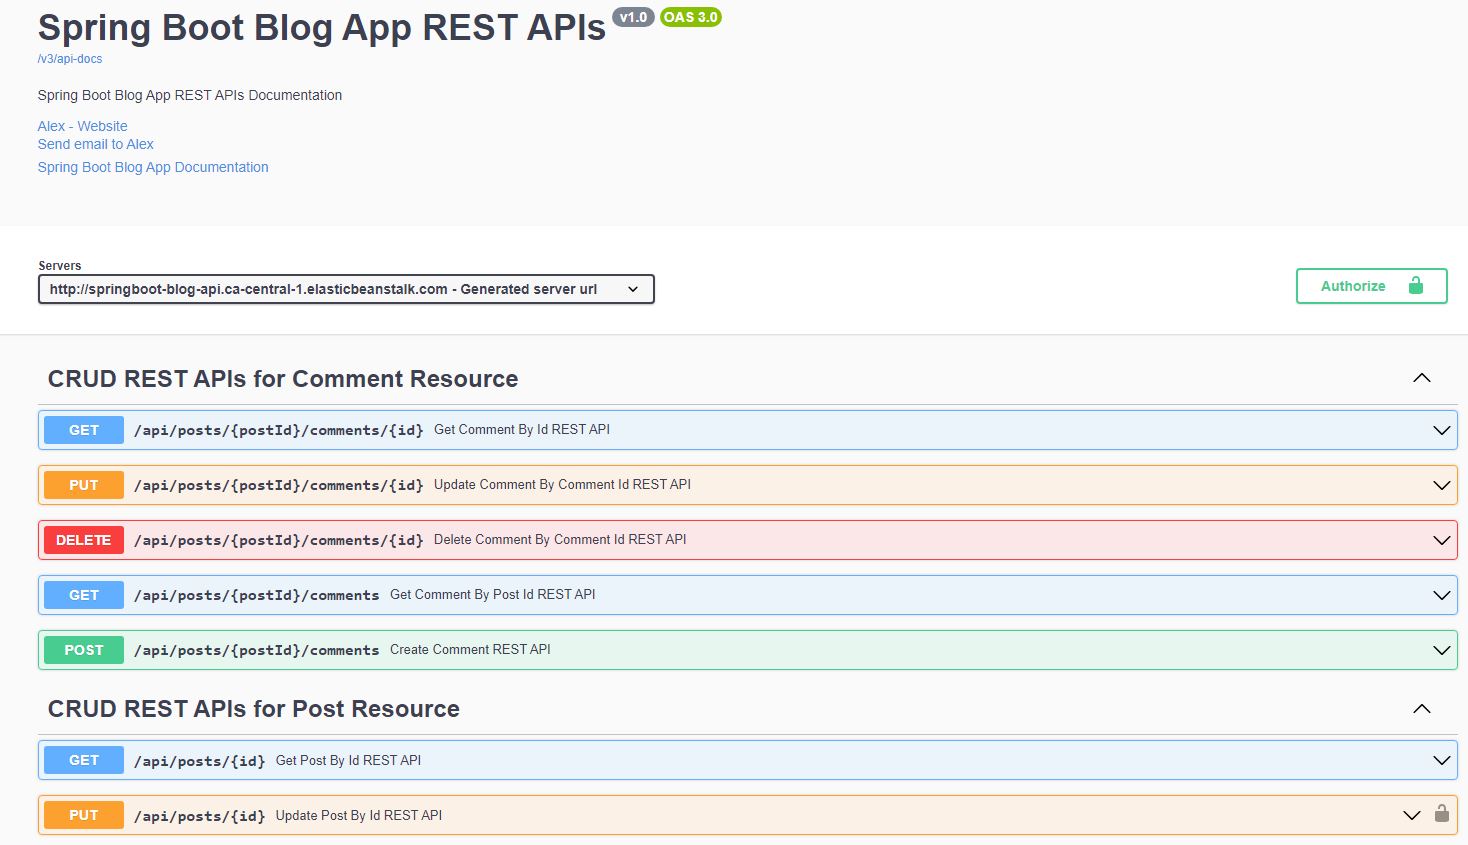 Spring Boot Blog App REST APIs v1.0 OAS 3.0
/v3/api-docs
Spring Boot Blog App REST APIs Documentation
Alex - Website
Send email to Alex
Spring Boot Blog App Documentation
Servers
http://springboot-blog-api.ca-central-1.elasticbeanstalk.com - Generated server url
Authorize
CRUD REST APIs for Comment Resource
GET /api/posts/{postId}/comments/{id} Get Comment By Id REST API
PUT /api/posts/{postId}/comments/{id} Update Comment By Comment Id REST API
DELETE /api/posts/{postId}/comments/{id} Delete Comment By Comment Id REST API
GET /api/posts/{postId}/comments Get Comment By Post Id REST API
POST /api/posts/{postId}/comments Create Comment REST API
CRUD REST APIs for Post Resource
GET /api/posts/{id} Get Post By Id REST API
PUT /api/posts/{id} Update Post By Id REST API